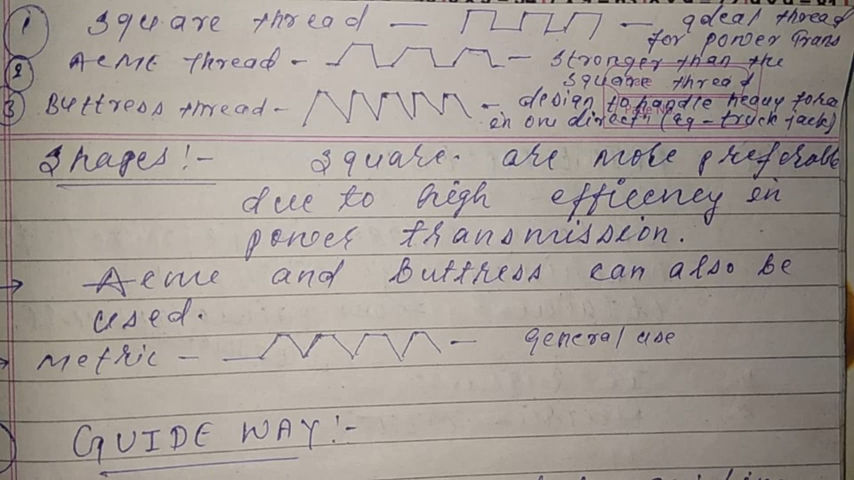 1 Square thread — — ideal thread
for power trans
2 ACME thread - - Stronger than the
square thread
3 Buttress thread - - design to handle heavy force
in one directn (eg - truck jack)
Shapes :- Square are more preferable
due to high efficency in
power transmission.
→ Acme and Buttress can also be
used.
→ Metric - - general use
GUIDE WAY :-